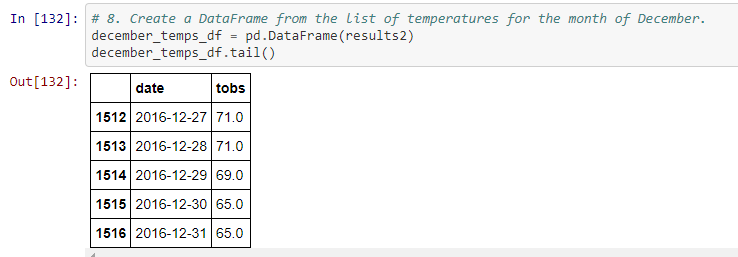 In [132]: # 8. Create a DataFrame from the list of temperatures for the month of December.
december_temps_df = pd.DataFrame(results2)
december_temps_df.tail()
Out[132]:
date tobs
1512 2016-12-27 71.0
1513 2016-12-28 71.0
1514 2016-12-29 69.0
1515 2016-12-30 65.0
1516 2016-12-31 65.0